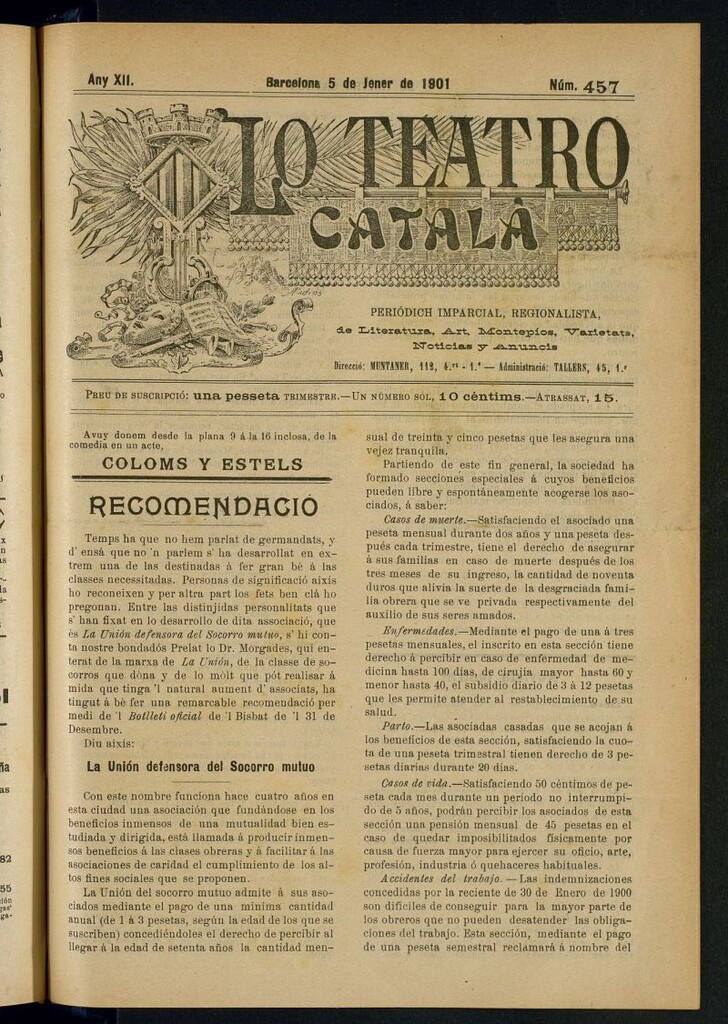 Any XII.
Barcelona 5 de Jener de 1901
Núm. 457
LO TEATRO
CATALÀ
PERIÓDICH IMPARCIAL, REGIONALISTA,
de Literatura, Art, Montepíos, Varietats,
Noticias y Anuncis
Direcció: MUNTANER, 112, 4.rt - 1.ª — Administració: TALLERS, 45, 1.r
PREU DE SUSCRIPCIÓ: una pesseta TRIMESTRE.—UN NÚMERO SOL, 10 céntims.—ATRASSAT, 15.
Avuy donem desde la plana 9 á la 16 inclosa, de la
comedia en un acte,
COLOMS Y ESTELS
RECOMENDACIÓ
Temps ha que no hem parlat de germandats, y
d' ensá que no 'n parlem s' ha desarrollat en ex-
trem una de las destinadas á fer gran bé á las
classes necessitadas. Personas de significació aixis
ho reconeixen y per altra part los fets ben clá ho
pregonan. Entre las distinjidas personalitats que
s' han fixat en lo desarrollo de dita associació, que
és La Unión defensora del Socorro mutuo, s' hi con-
ta nostre bondadós Prelat lo Dr. Morgades, qui en-
terat de la marxa de La Unión, de la classe de so-
corros que dòna y de lo mòlt que pót realisar á
mida que tinga 'l natural aument d' associats, ha
tingut á bé fer una remarcable recomendació per
medi de 'l Botlletí oficial de 'l Bisbat de 'l 31 de
Desembre.
Diu aixís:
La Unión defensora del Socorro mutuo
Con este nombre funciona hace cuatro años en
esta ciudad una asociación que fundándose en los
beneficios inmensos de una mutualidad bien es-
tudiada y dirigida, está llamada á producir inmen-
sos beneficios á las clases obreras y á facilitar á las
asociaciones de caridad el cumplimiento de los al-
tos fines sociales que se proponen.
La Unión del socorro mutuo admite á sus aso-
ciados mediante el pago de una mínima cantidad
anual (de 1 á 3 pesetas, según la edad de los que se
suscriben) concediéndoles el derecho de percibir al
llegar á la edad de setenta años la cantidad men-
sual de treinta y cinco pesetas que les asegura una
vejez tranquila.
Partiendo de este fin general, la sociedad ha
formado secciones especiales á cuyos beneficios
pueden libre y espontáneamente acogerse los aso-
ciados, á saber:
Casos de muerte.—Satisfaciendo el asociado una
peseta mensual durante dos años y una peseta des-
pués cada trimestre, tiene el derecho de asegurar
á sus familias en caso de muerte después de los
tres meses de su ingreso, la cantidad de noventa
duros que alivia la suerte de la desgraciada fami-
lia obrera que se ve privada respectivamente del
auxilio de sus seres amados.
Enfermedades.—Mediante el pago de una á tres
pesetas mensuales, el inscrito en esta sección tiene
derecho á percibir en caso de enfermedad de me-
dicina hasta 100 dias, de cirujía mayor hasta 60 y
menor hasta 40, el subsidio diario de 3 á 12 pesetas
que les permite atender al restablecimiento de su
salud.
Parto.—Las asociadas casadas que se acojan á
los beneficios de esta sección, satisfaciendo la cuo-
ta de una peseta trimestral tienen derecho de 3 pe-
setas diarias durante 20 dias.
Casos de vida.—Satisfaciendo 50 céntimos de pe-
seta cada mes durante un periodo no interrumpi-
do de 5 años, podrán percibir los asociados de esta
sección una pensión mensual de 45 pesetas en el
caso de quedar imposibilitados físicamente por
causa de fuerza mayor para ejercer su oficio, arte,
profesión, industria ó quehaceres habituales.
Accidentes del trabajo.—Las indemnizaciones
concedidas por la reciente de 30 de Enero de 1900
son difíciles de conseguir para la mayor parte de
los obreros que no pueden desatender las obliga-
ciones del trabajo. Esta sección, mediante el pago
de una peseta semestral reclamará á nombre del